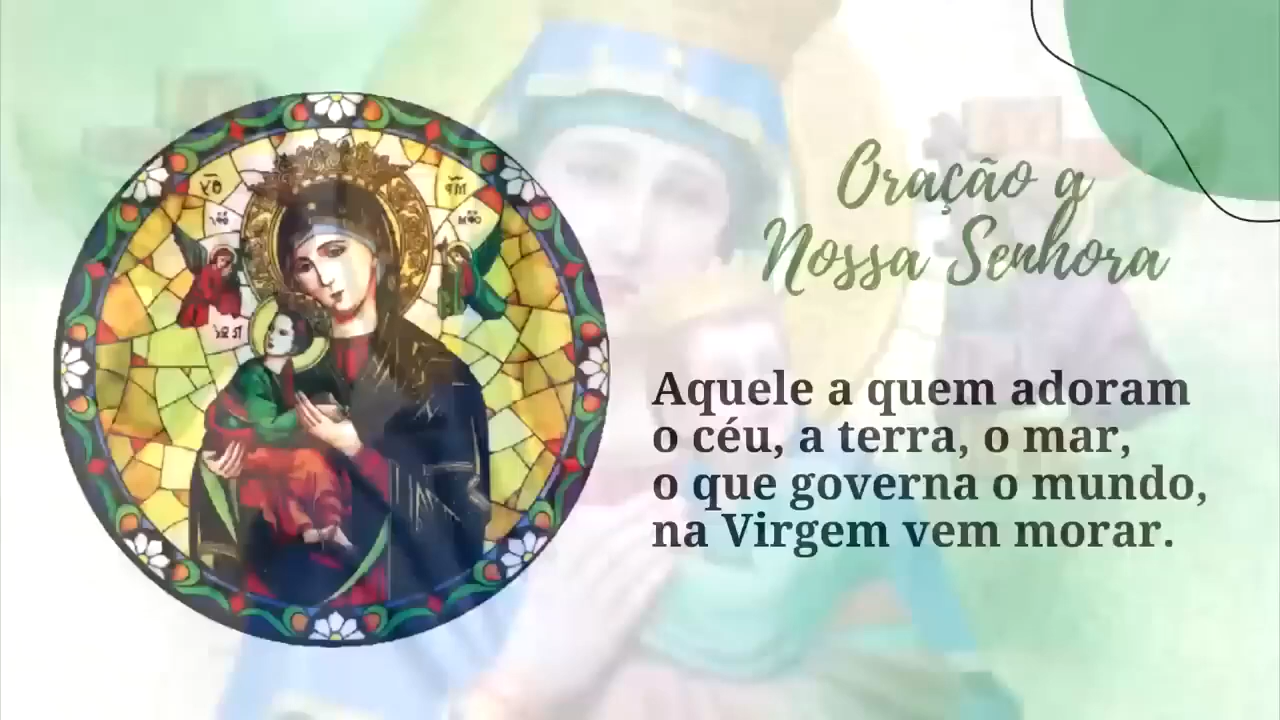 Oração a
Nossa Senhora
Aquele a quem adoram
o céu, a terra, o mar,
o que governa o mundo,
na Virgem vem morar.